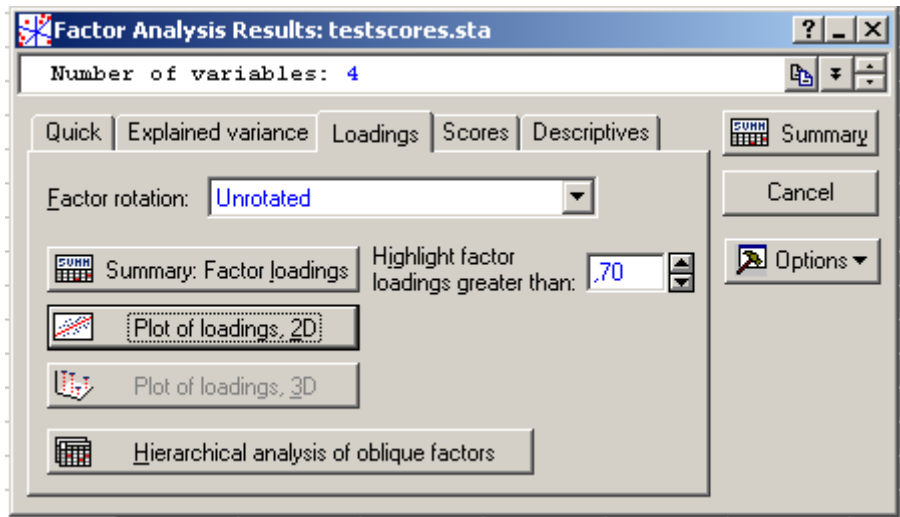 Factor Analysis Results: testscores.sta
Number of variables: 4
Quick Explained variance Loadings Scores Descriptives
Summary
Cancel
Options
Factor rotation: Unrotated
Summary: Factor loadings
Highlight factor
loadings greater than: ,70
Plot of loadings, 2D
Plot of loadings, 3D
Hierarchical analysis of oblique factors